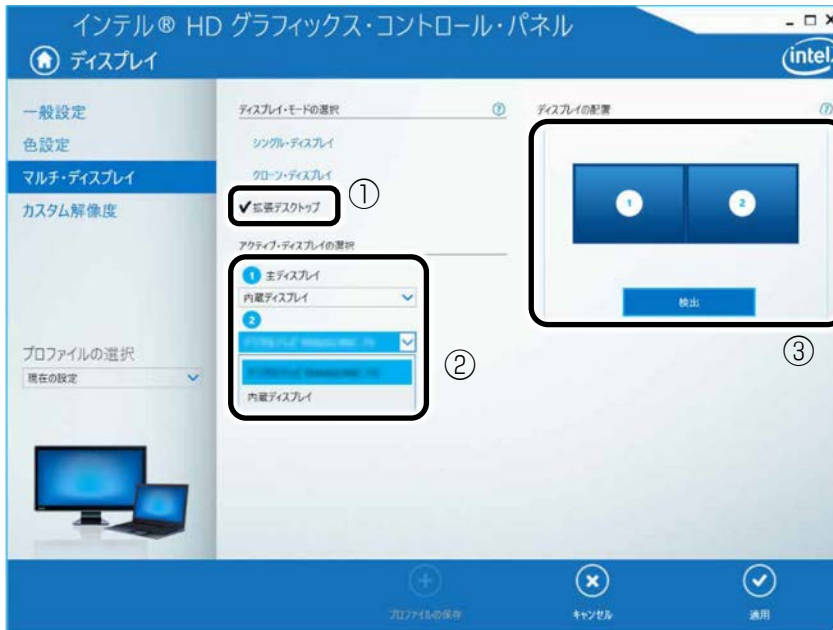 インテル® HD グラフィックス・コントロール・パネル
ディスプレイ
intel
一般設定
色設定
マルチ・ディスプレイ
カスタム解像度
プロファイルの選択
現在の設定
ディスプレイ・モードの選択
?
シングル・ディスプレイ
クローン・ディスプレイ
✔拡張デスクトップ
①
アクティブ・ディスプレイの選択
1 主ディスプレイ
内蔵ディスプレイ
2
内蔵ディスプレイ
②
ディスプレイの配置
?
1
2
検出
③
プロファイルの保存
キャンセル
適用